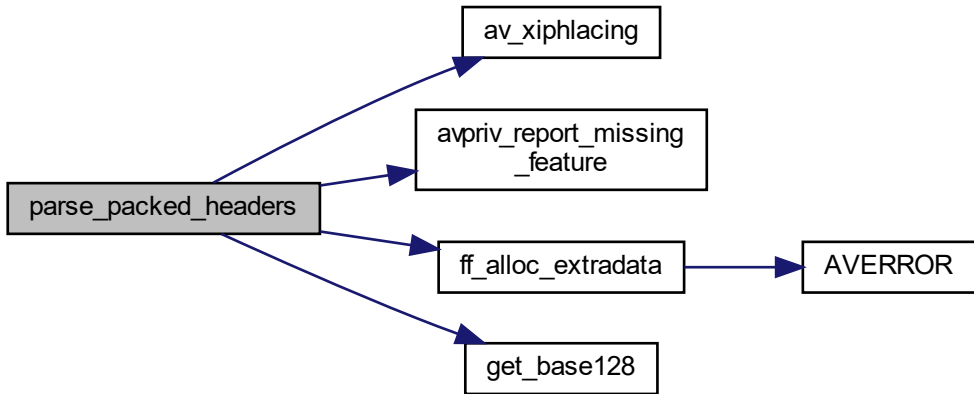 av_xiphlacing
avpriv_report_missing
_feature
parse_packed_headers
ff_alloc_extradata
AVERROR
get_base128